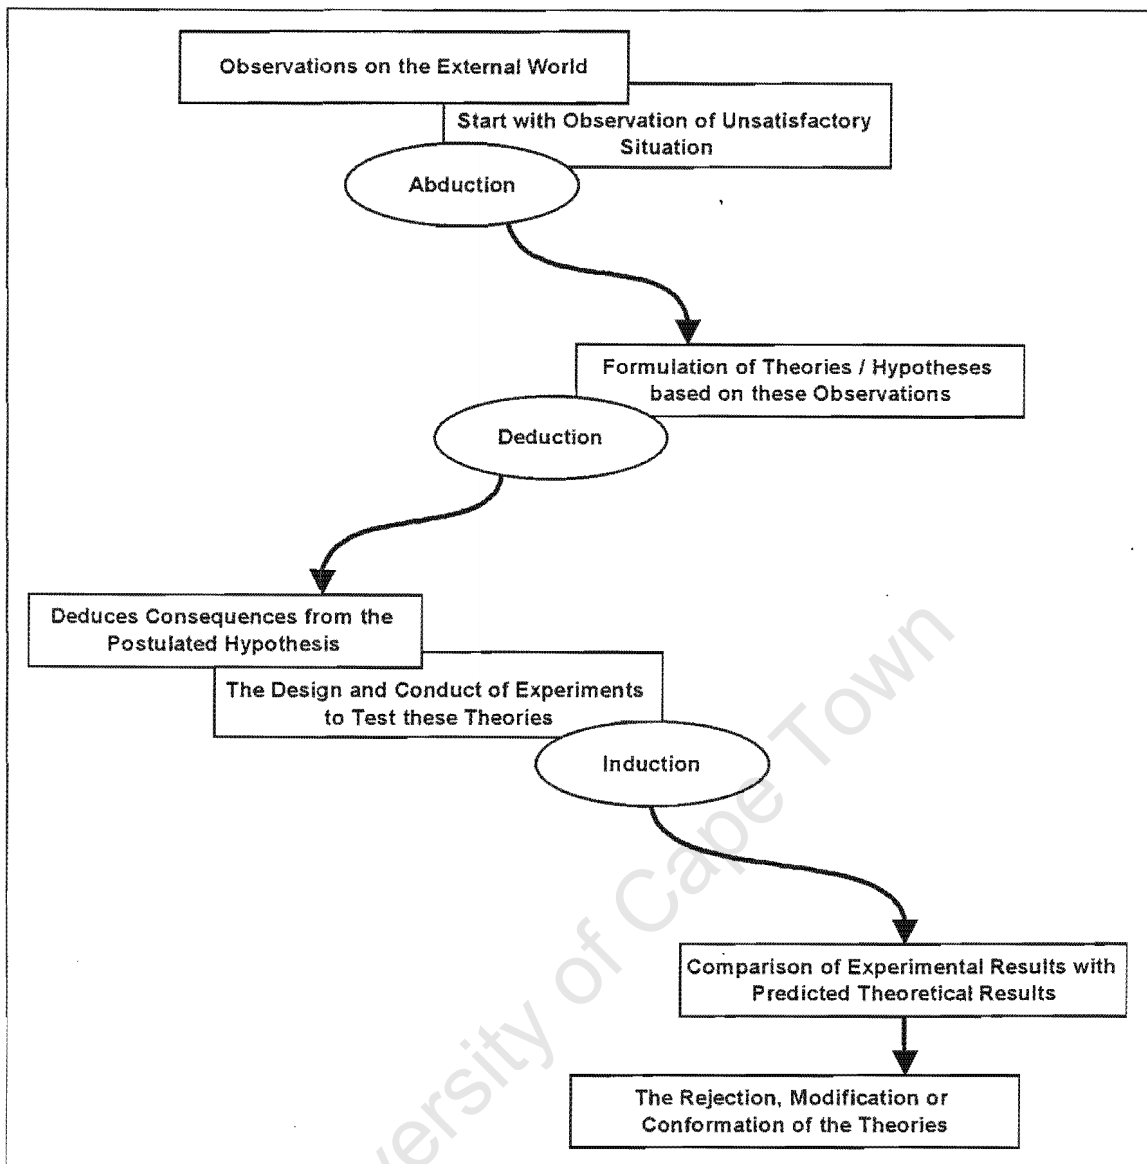 Observations on the External World
Start with Observation of Unsatisfactory
Situation
Abduction
Formulation of Theories / Hypotheses
based on these Observations
Deduction
Deduces Consequences from the
Postulated Hypothesis
The Design and Conduct of Experiments
to Test these Theories
Induction
Comparison of Experimental Results with
Predicted Theoretical Results
The Rejection, Modification or
Conformation of the Theories
versity of Cape Town